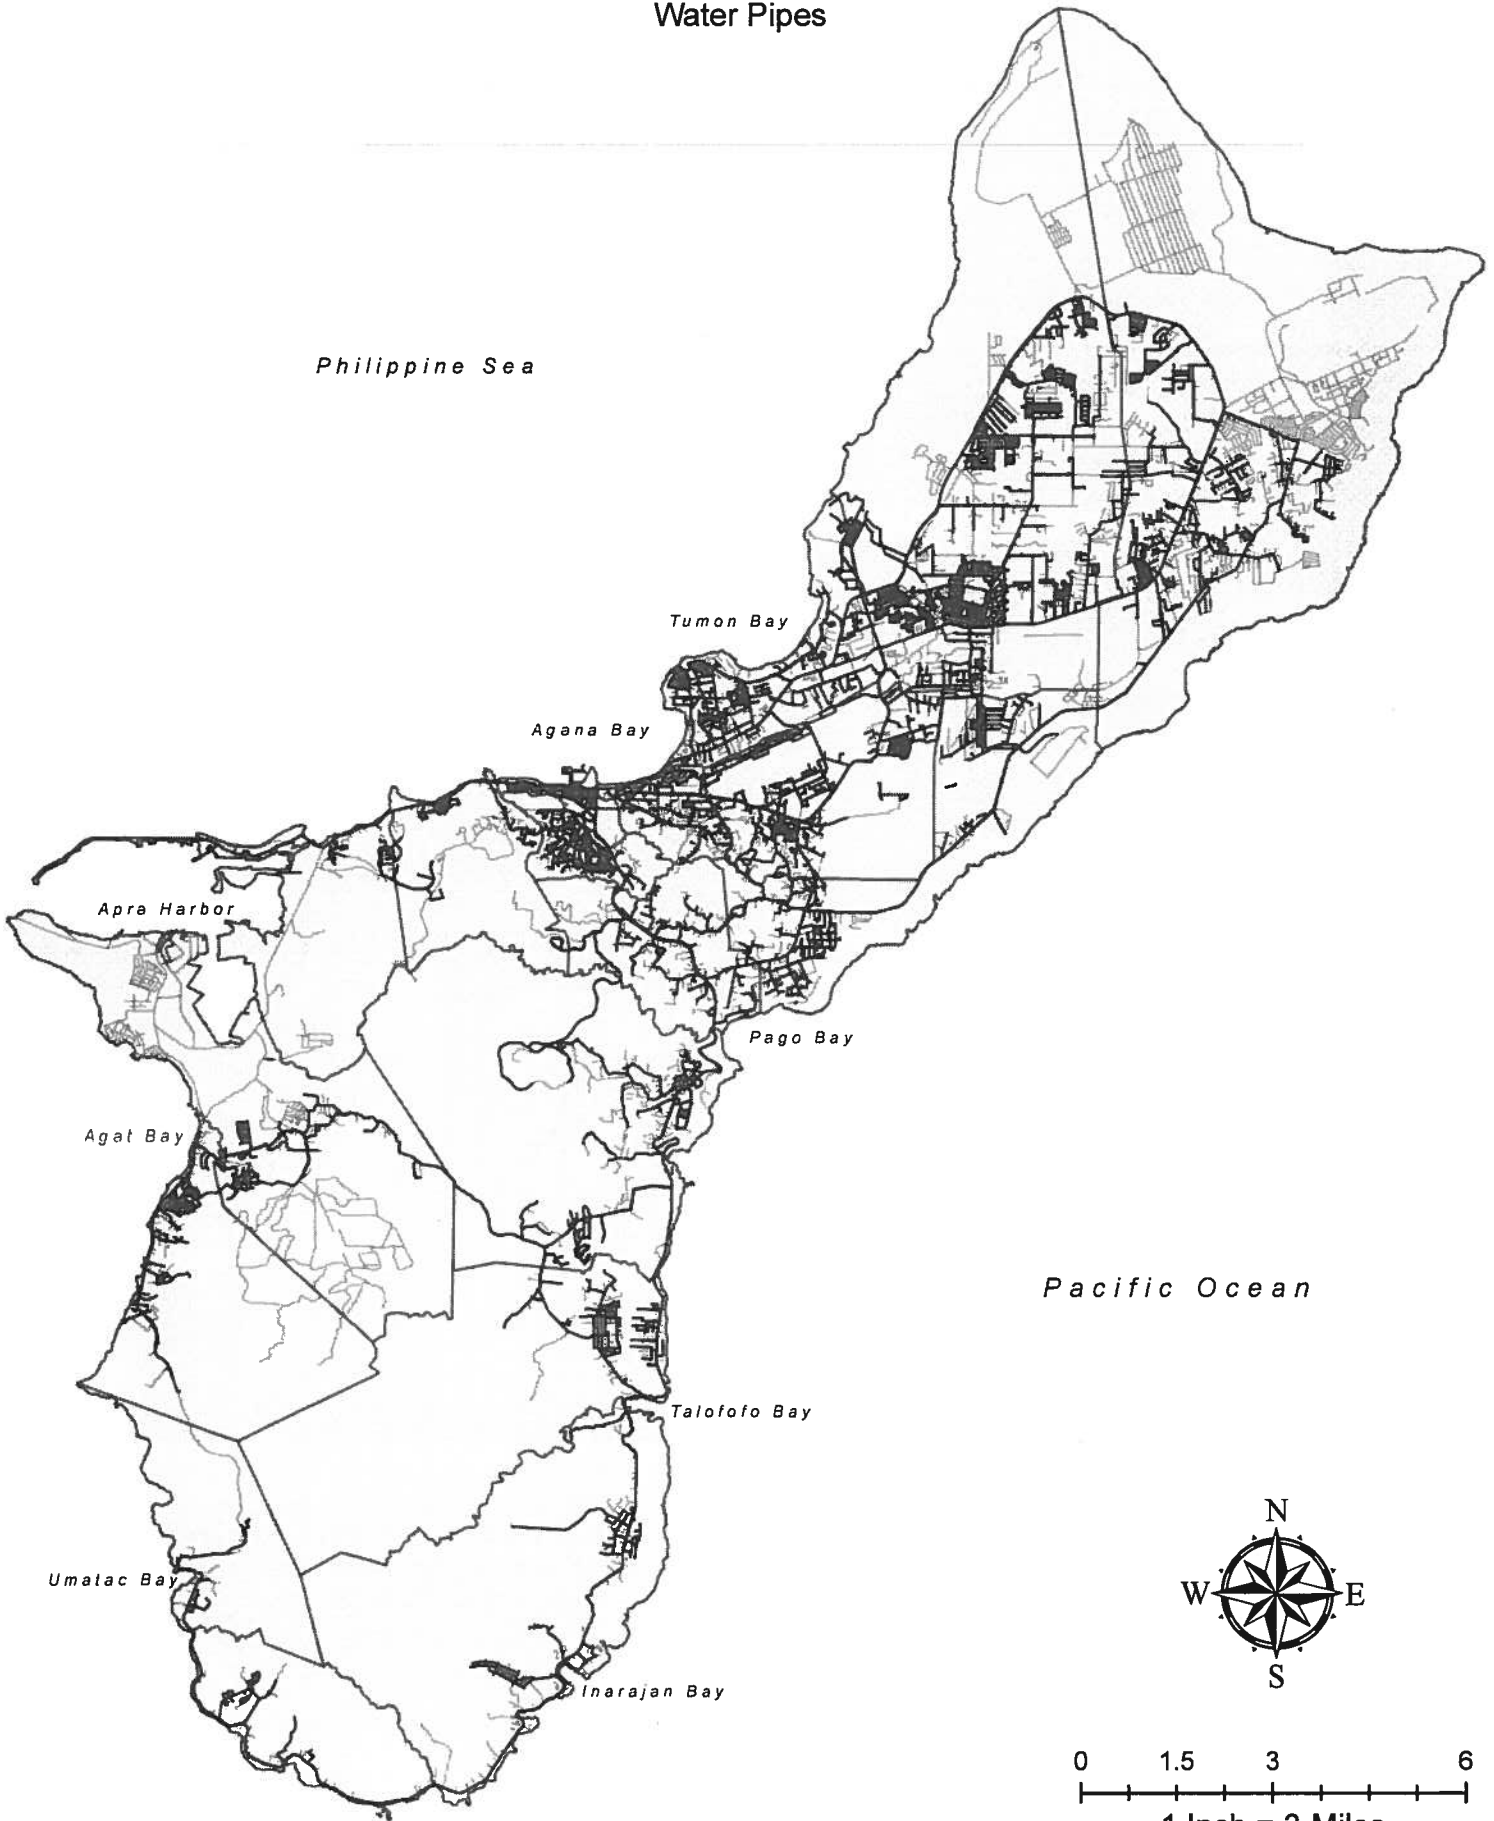 Water Pipes
Philippine Sea
Tumon Bay
Agana Bay
Apra Harbor
Pago Bay
Agat Bay
Pacific Ocean
Talofofo Bay
N
W E
S
Umatac Bay
Inarajan Bay
0 1.5 3 6